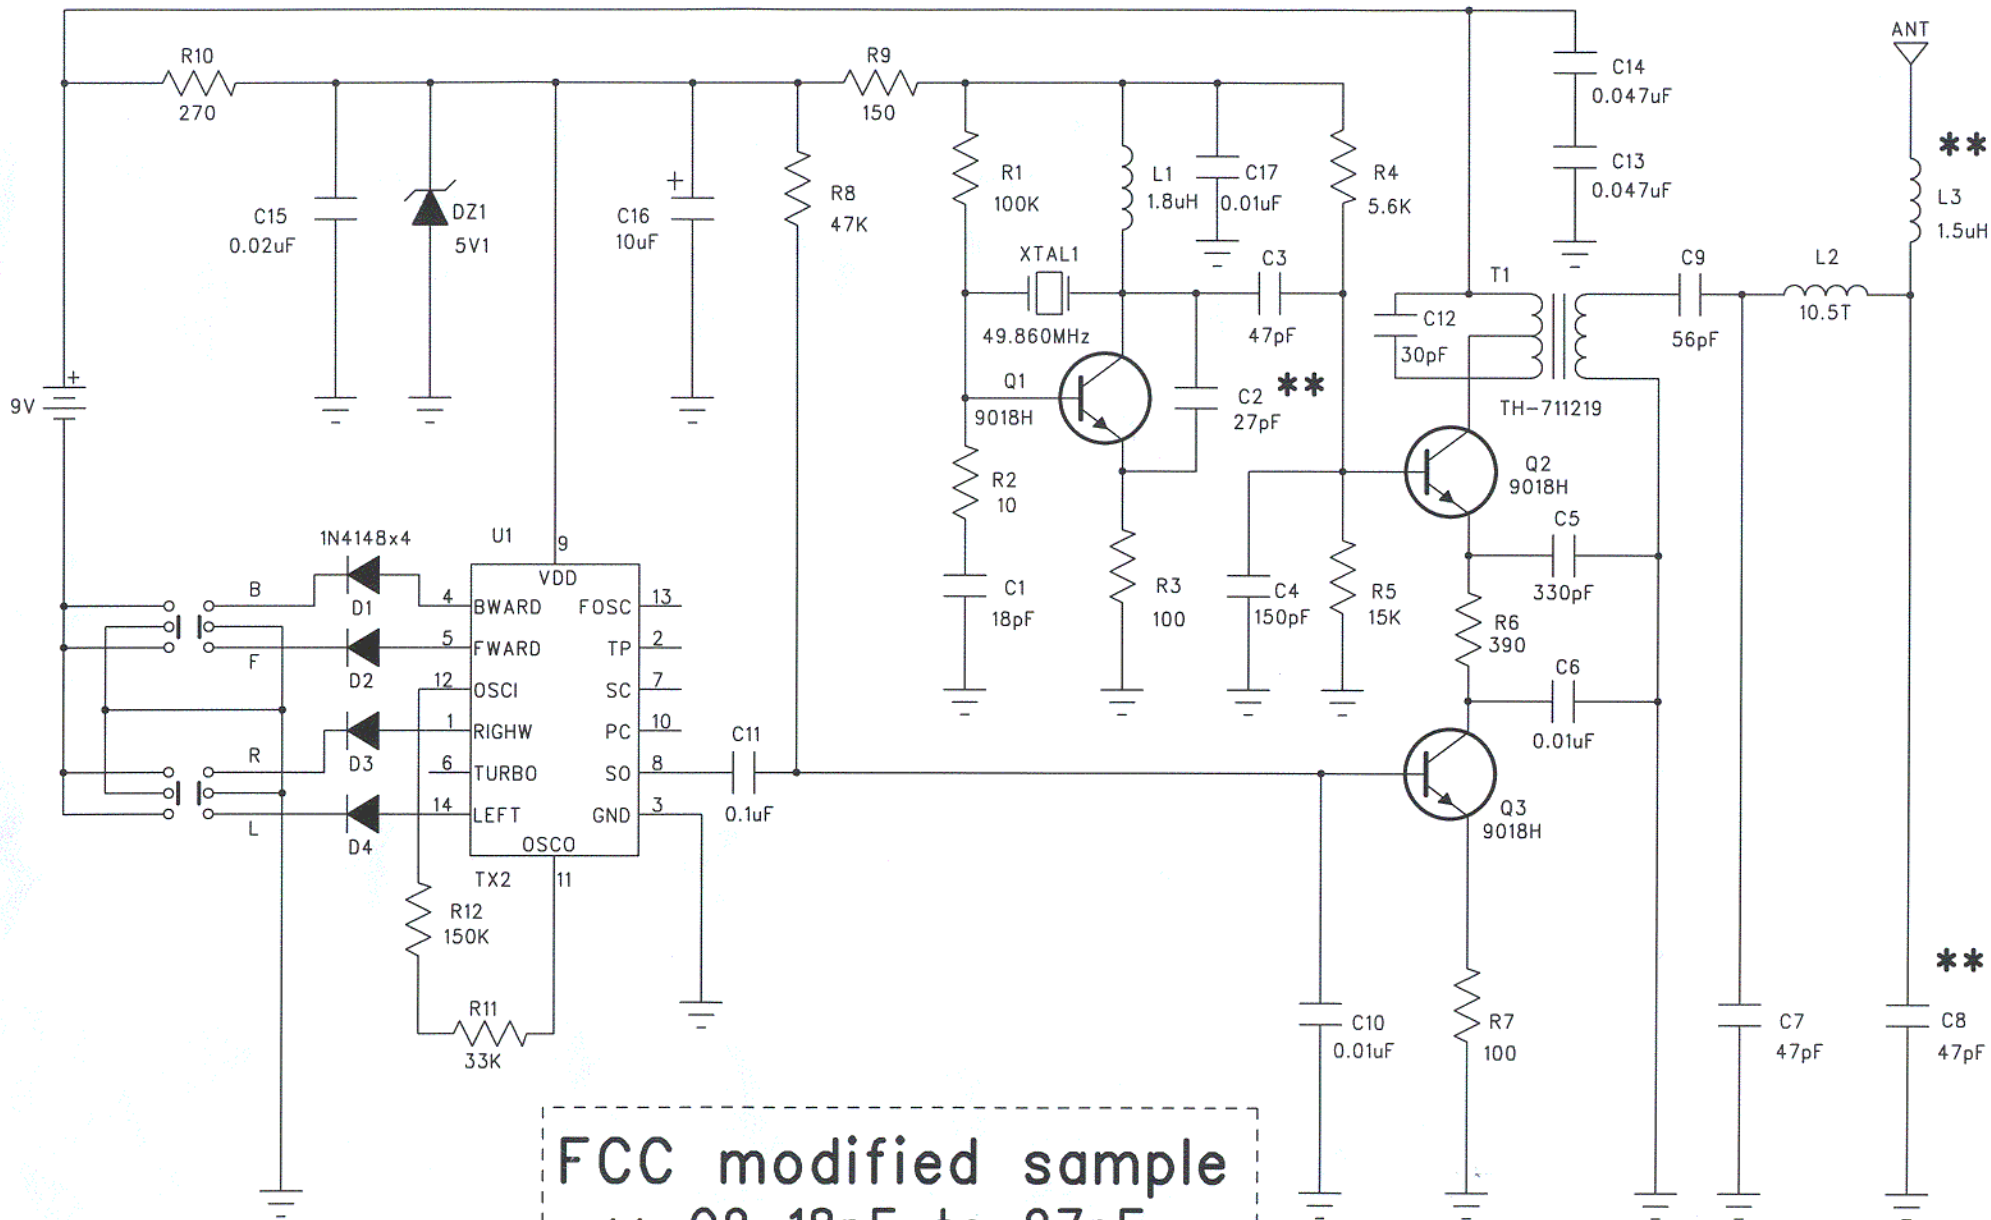 ANT
R10
270
R9
150
C14
0.047uF
C13
0.047uF
**
L3
1.5uH
R1
100K
L1
1.8uH
C17
0.01uF
R4
5.6K
C15
0.02uF
DZ1
5V1
+
C16
10uF
R8
47K
XTAL1
49.860MHz
C3
47pF
T1
C12
30pF
TH-711219
C9
56pF
L2
10.5T
+
9V
Q1
9018H
C2
27pF
**
R2
10
Q2
9018H
C5
330pF
1N4148x4
U1
9
VDD
B
D1
4
BWARD
FOSC
13
F
D2
5
FWARD
TP
2
12
OSCI
SC
7
R
D3
1
RIGHW
PC
10
6
TURBO
SO
8
L
D4
14
LEFT
GND
3
OSCO
TX2
11
C11
0.1uF
C1
18pF
R3
100
C4
150pF
R5
15K
R6
390
C6
0.01uF
Q3
9018H
R12
150K
R11
33K
C10
0.01uF
R7
100
C7
47pF
**
C8
47pF
FCC modified sample